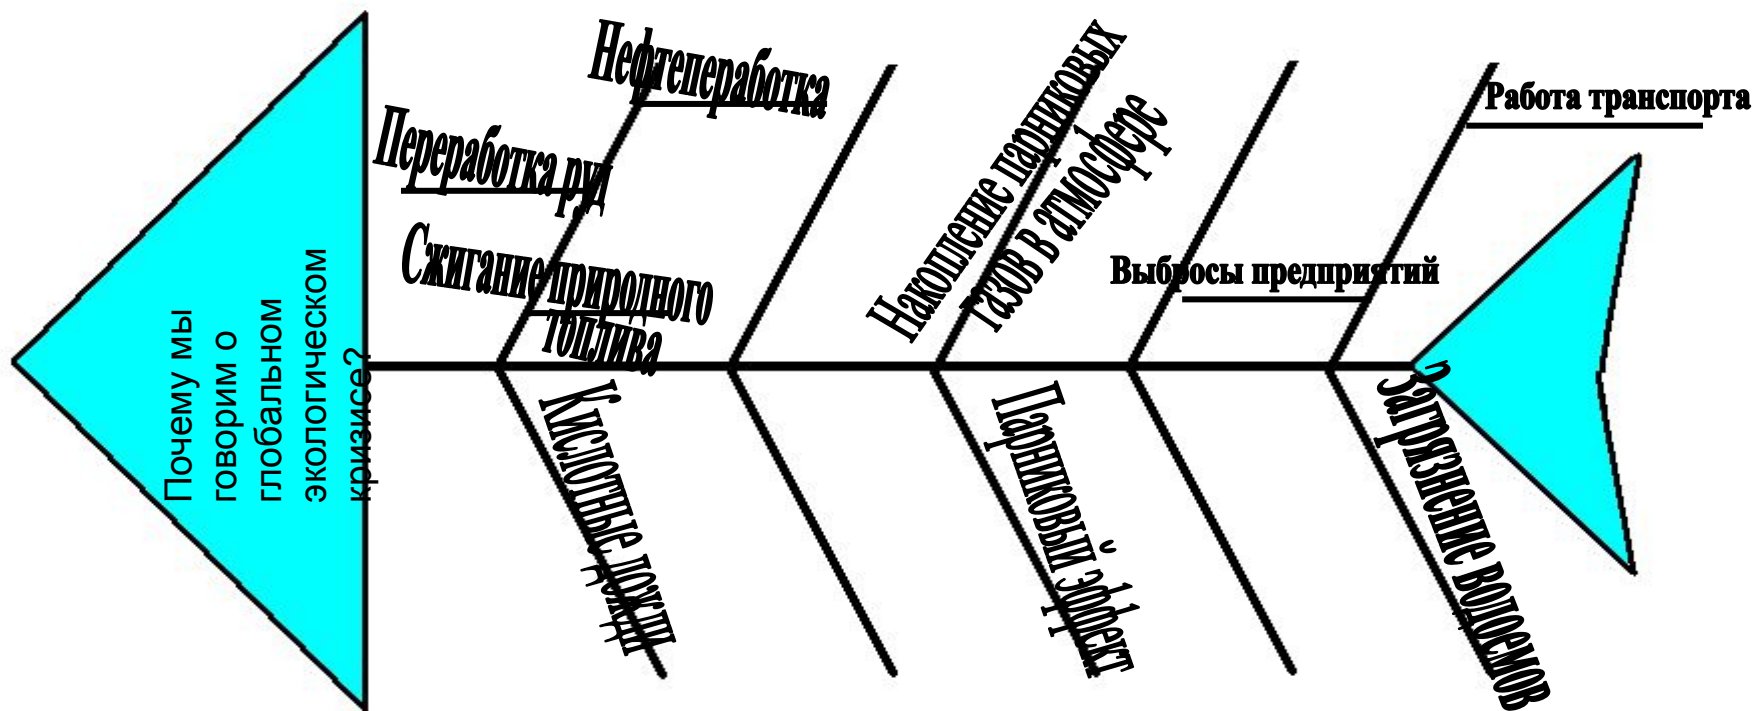 Почему мы
говорим о
глобальном
экологическом
кризисе?
Нефтеперабоtka
Переработка руд
Сжигание природного
топлива
Накопление парниковых
газов в атмосфере
Работа транспорта
Выбросы предприятий
Кислотные дожди
Парниковый эффект
Загрязнение водоемов